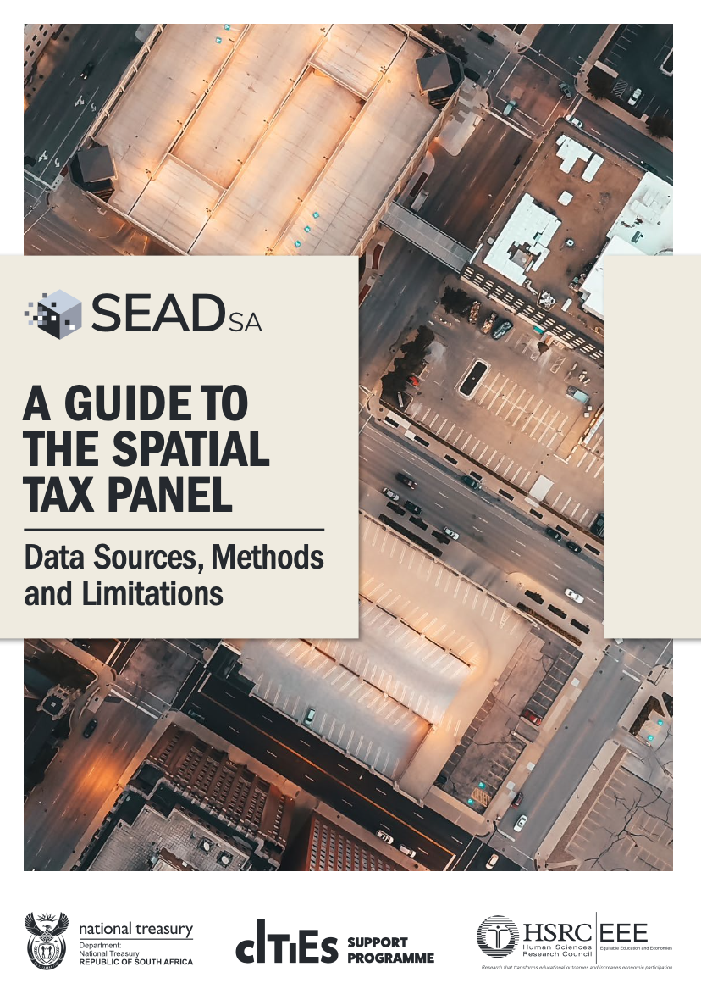 SEAD SA
A GUIDE TO
THE SPATIAL
TAX PANEL
Data Sources, Methods
and Limitations
national treasury
Department:
National Treasury
REPUBLIC OF SOUTH AFRICA
cITIEs SUPPORT
PROGRAMME
HSRC EEE
Human Sciences
Research Council
Equitable Education and Economies
Research that transforms educational outcomes and increases economic participation